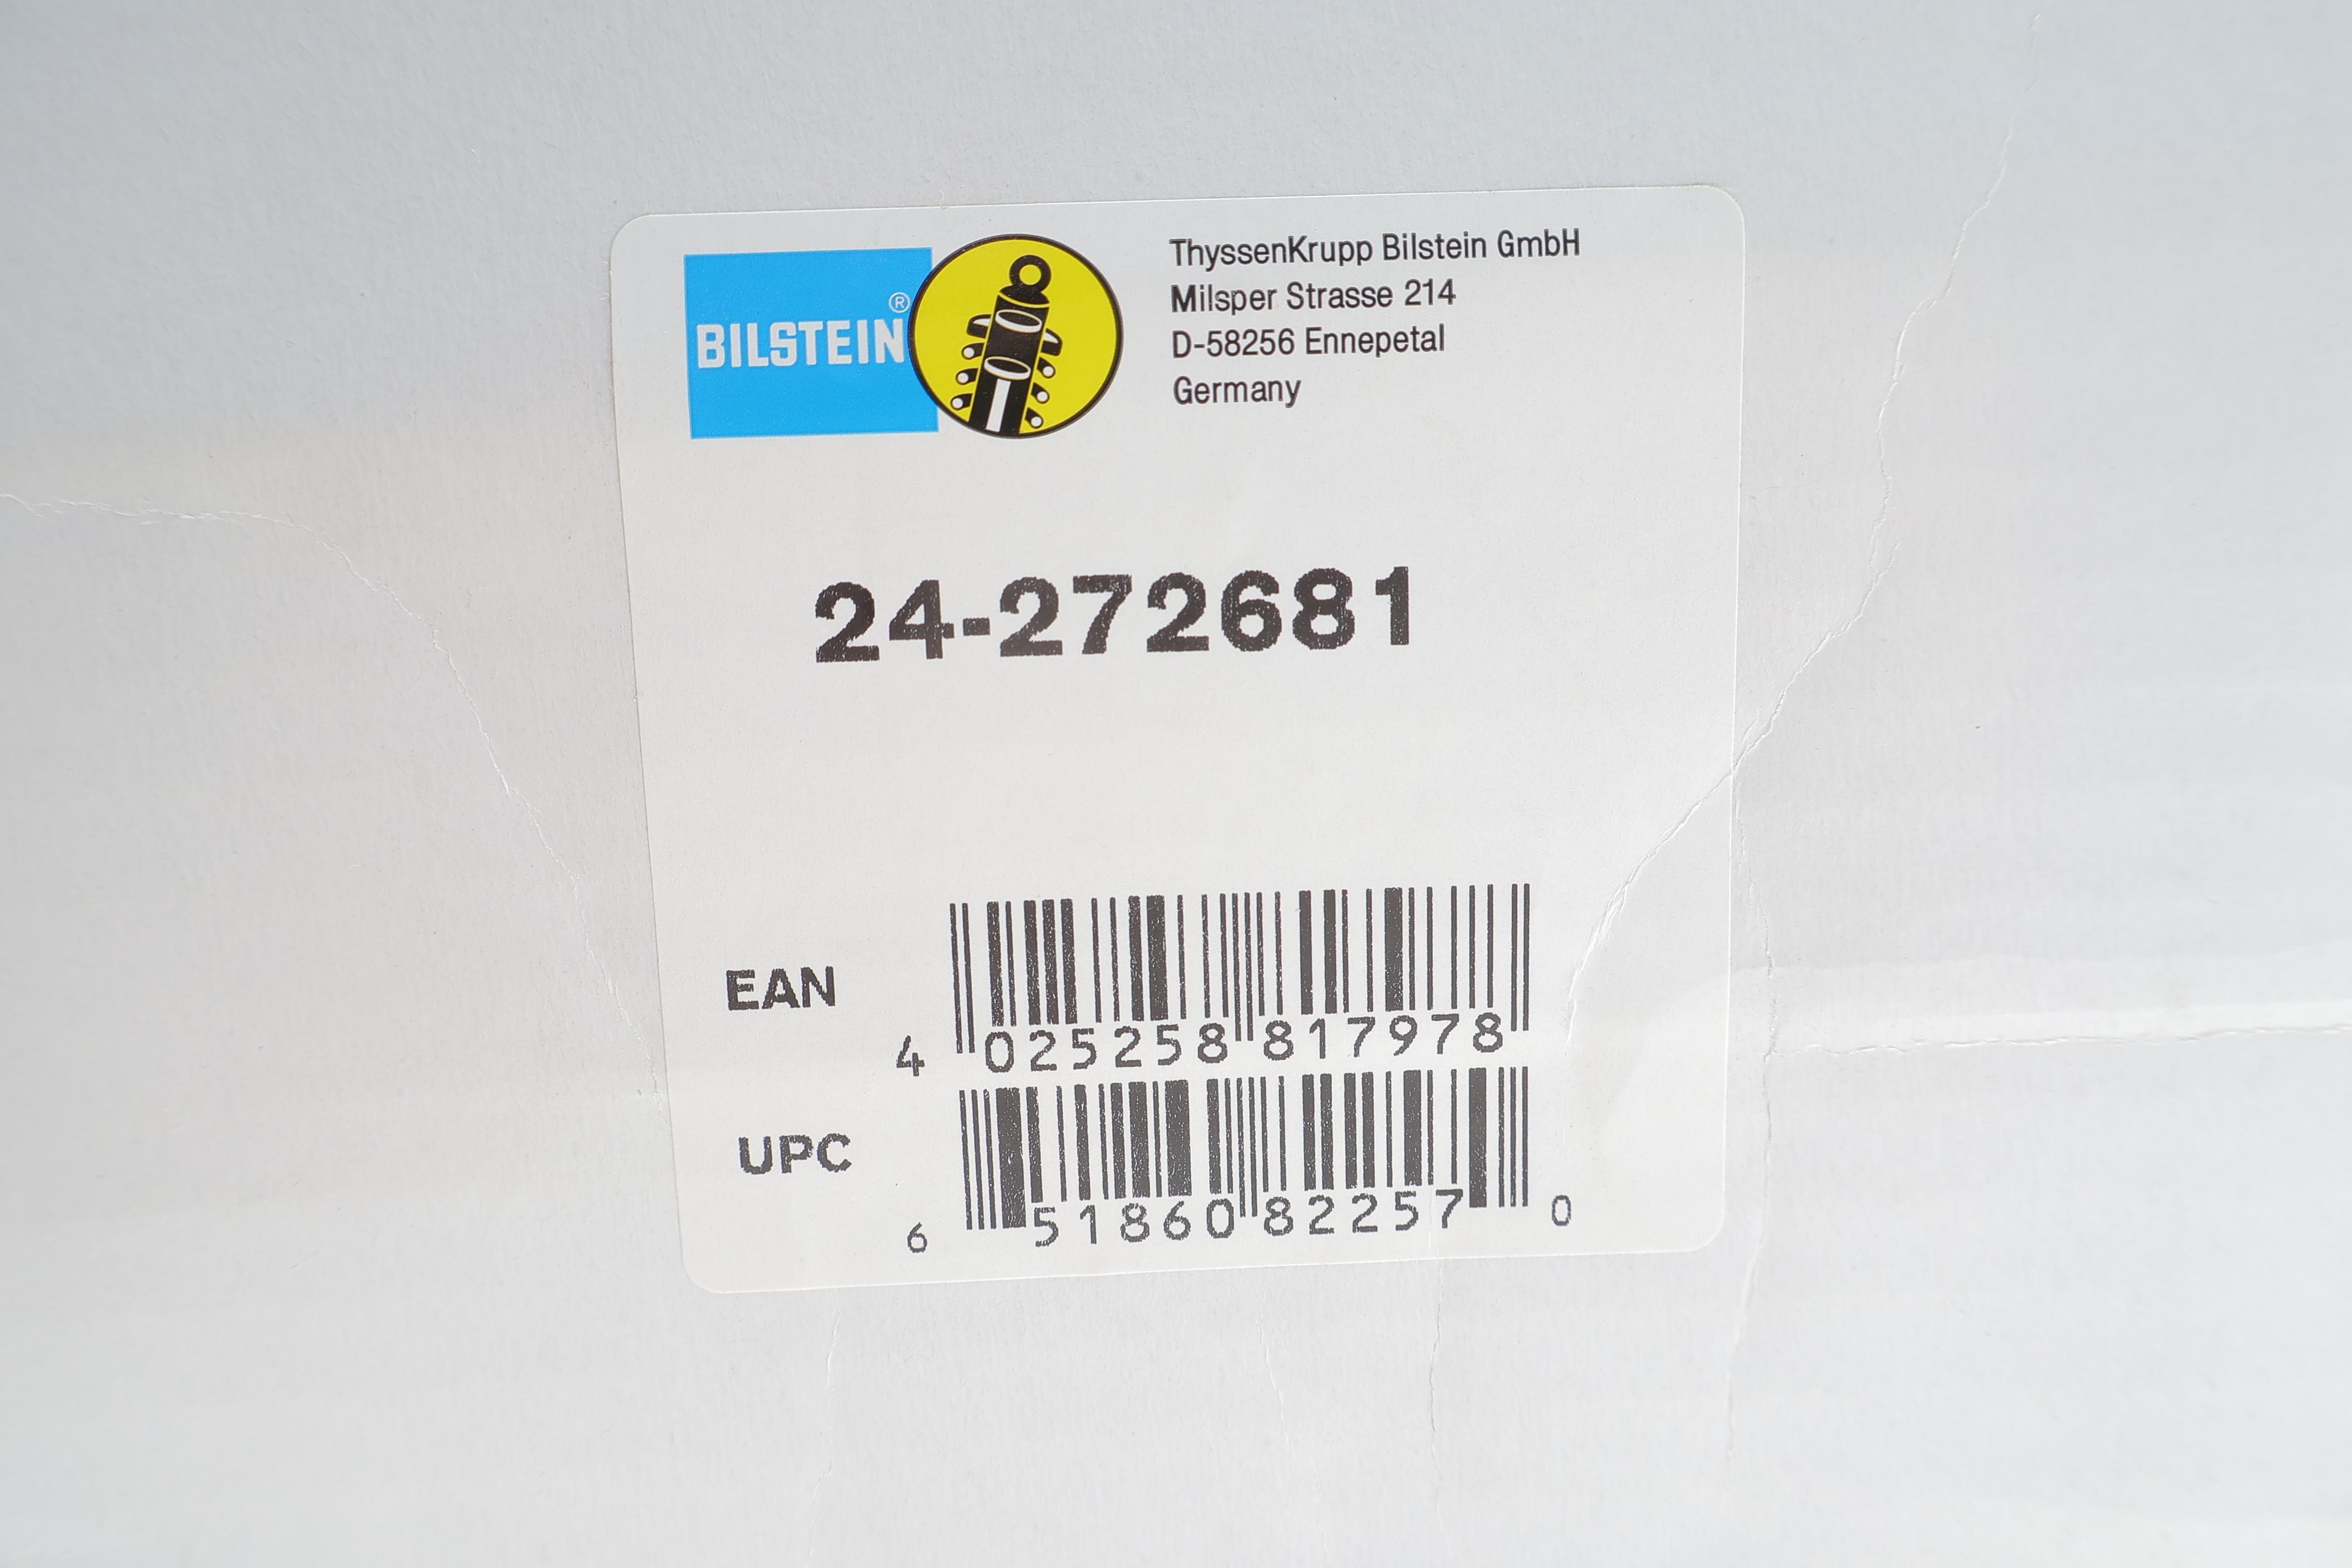 BILSTEIN®
ThyssenKrupp Bilstein GmbH
Milsper Strasse 214
D-58256 Ennepetal
Germany
24-272681
EAN
4 025258 817978
UPC
6 51860 82257 0